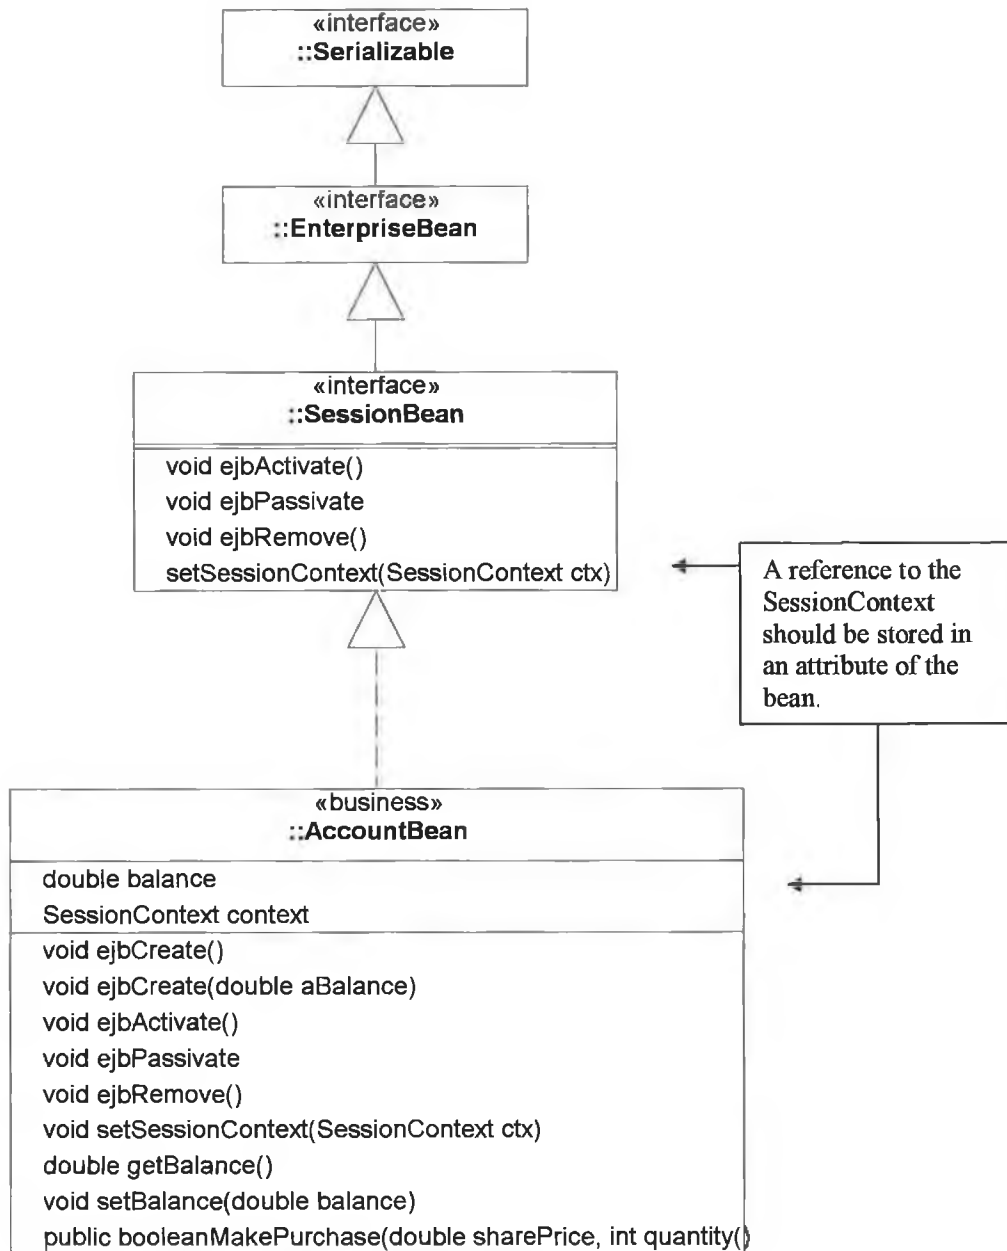 «interface»
::Serializable
«interface»
::EnterpriseBean
«interface»
::SessionBean
void ejbActivate()
void ejbPassivate
void ejbRemove()
setSessionContext(SessionContext ctx)
A reference to the
SessionContext
should be stored in
an attribute of the
bean.
«business»
::AccountBean
double balance
SessionContext context
void ejbCreate()
void ejbCreate(double aBalance)
void ejbActivate()
void ejbPassivate
void ejbRemove()
void setSessionContext(SessionContext ctx)
double getBalance()
void setBalance(double balance)
public booleanMakePurchase(double sharePrice, int quantity()